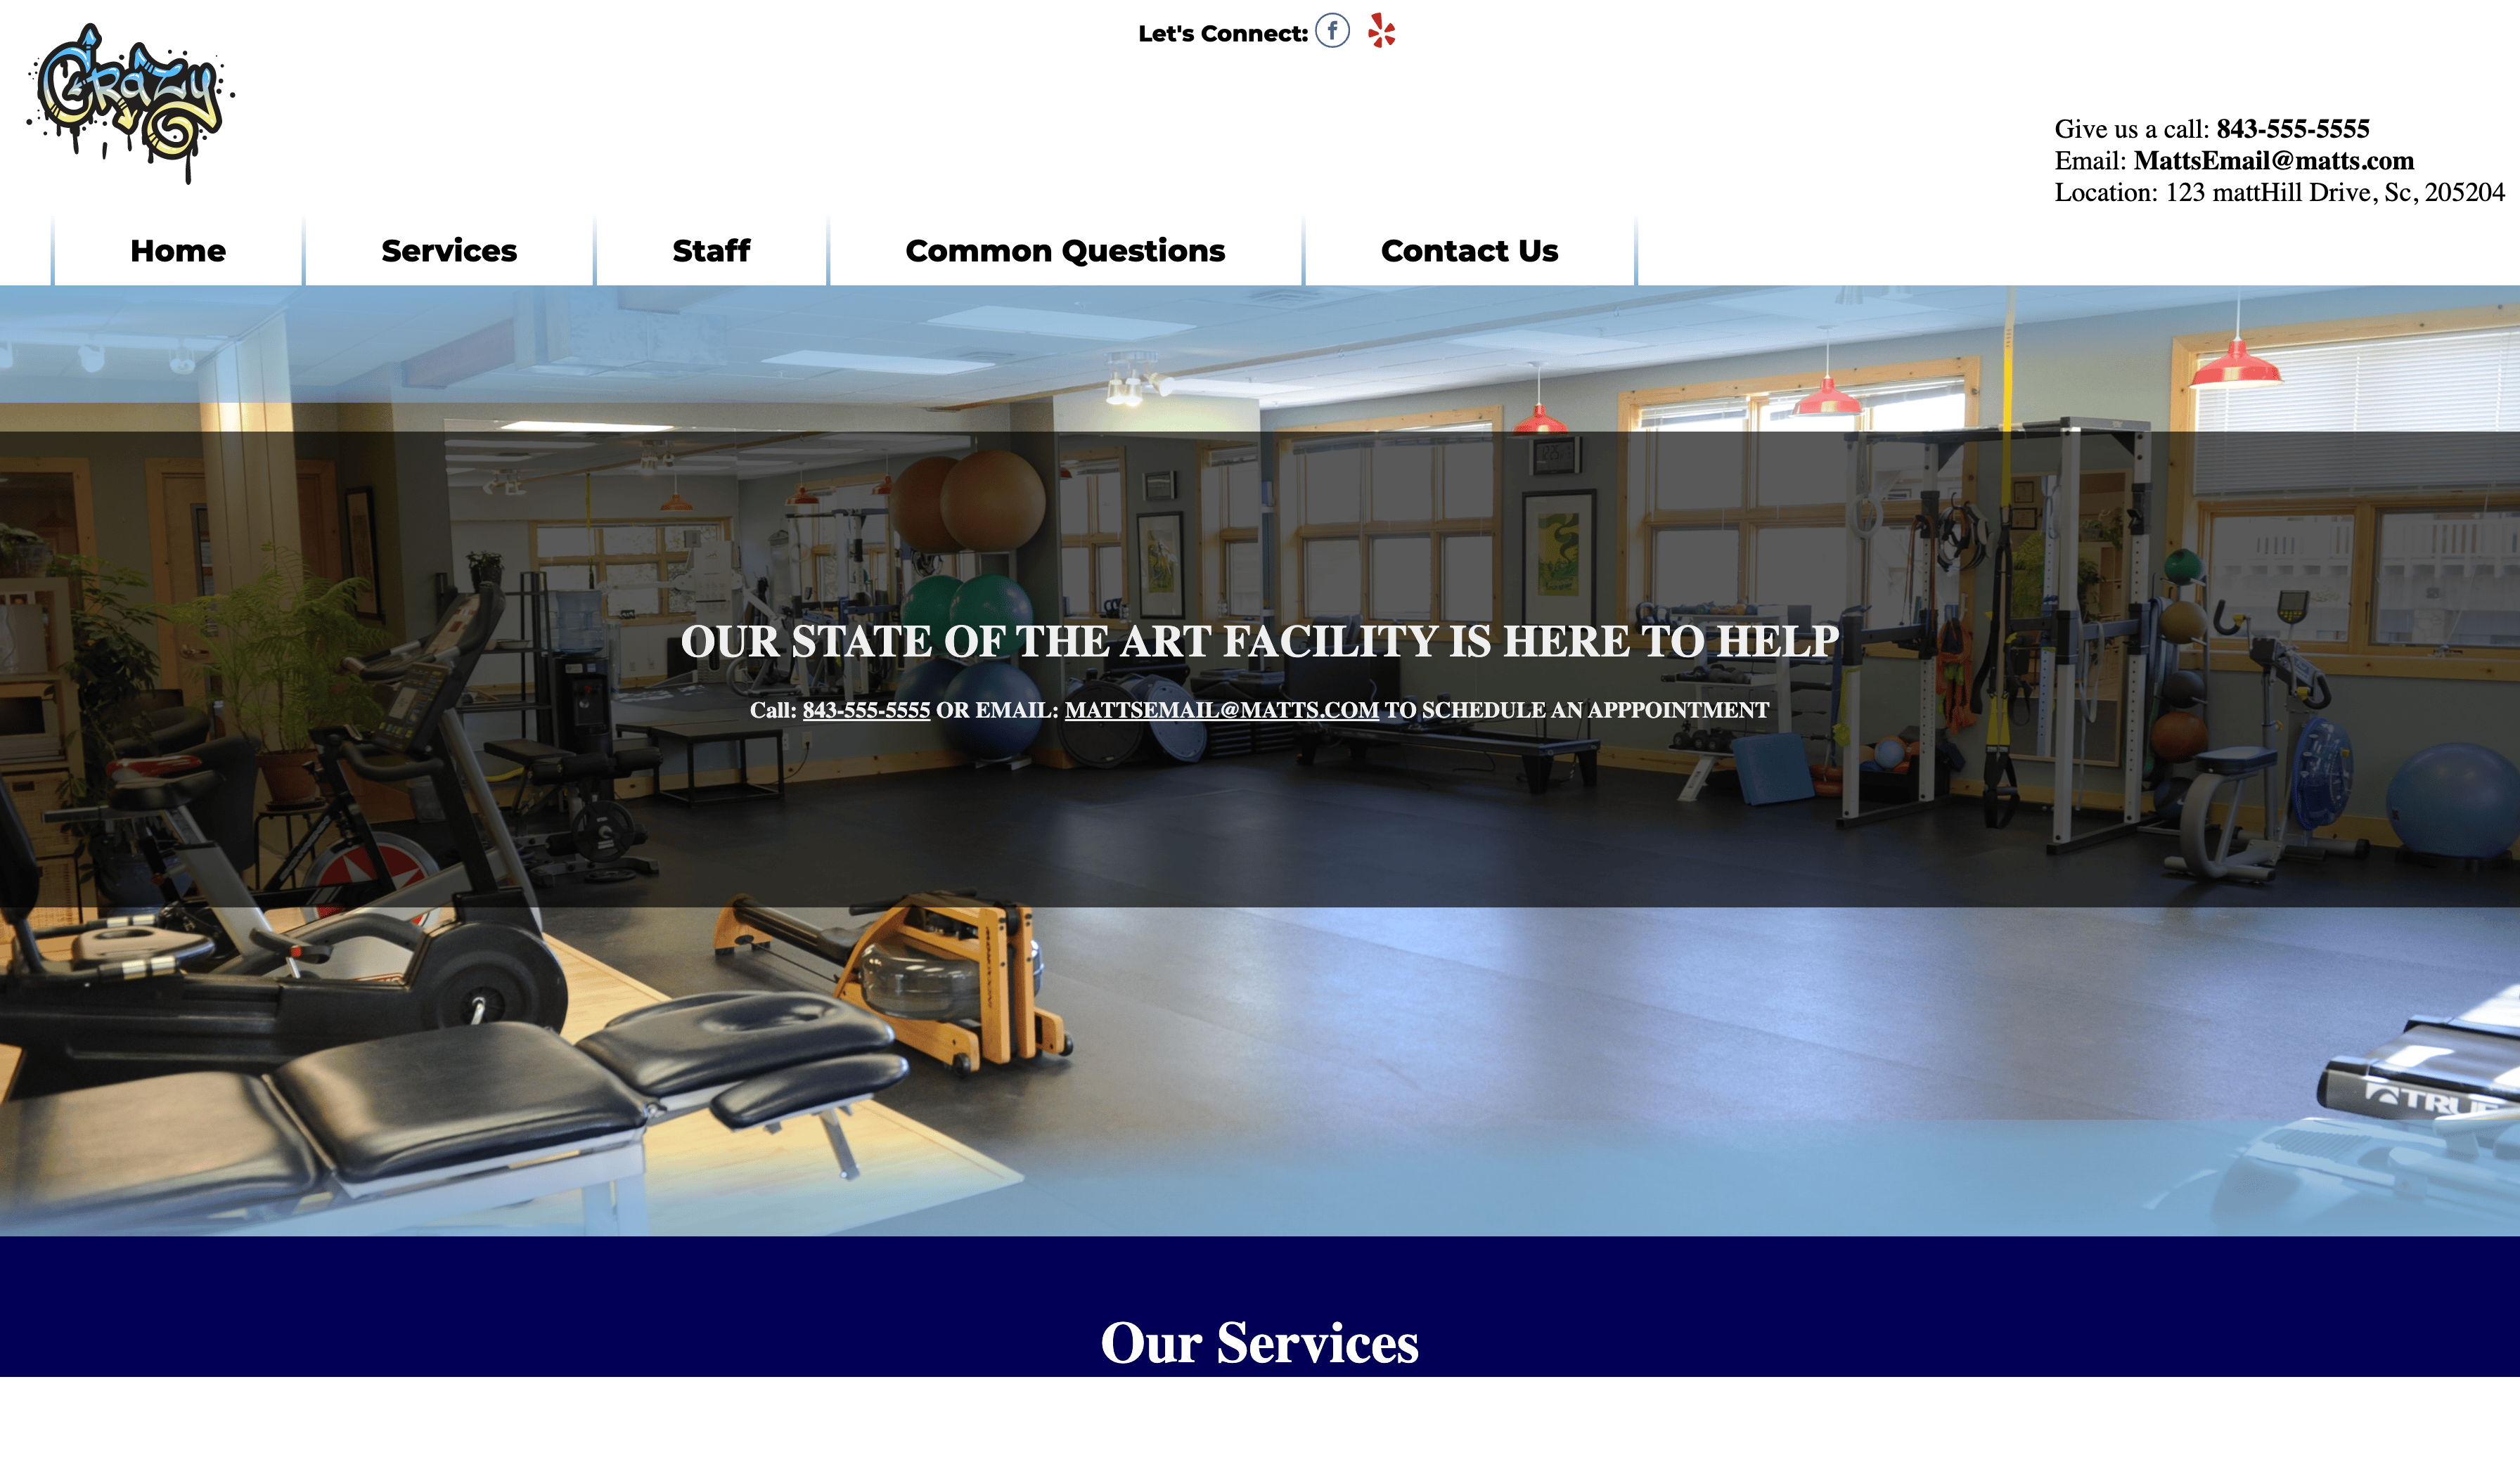 Let's Connect:
Crazy
Give us a call: 843-555-5555
Email: MattsEmail@matts.com
Location: 123 mattHill Drive, Sc, 205204
Home
Services
Staff
Common Questions
Contact Us
OUR STATE OF THE ART FACILITY IS HERE TO HELP
Call: 843-555-5555 OR EMAIL: MATTSEMAIL@MATTS.COM TO SCHEDULE AN APPPOINTMENT
TRUE
Our Services